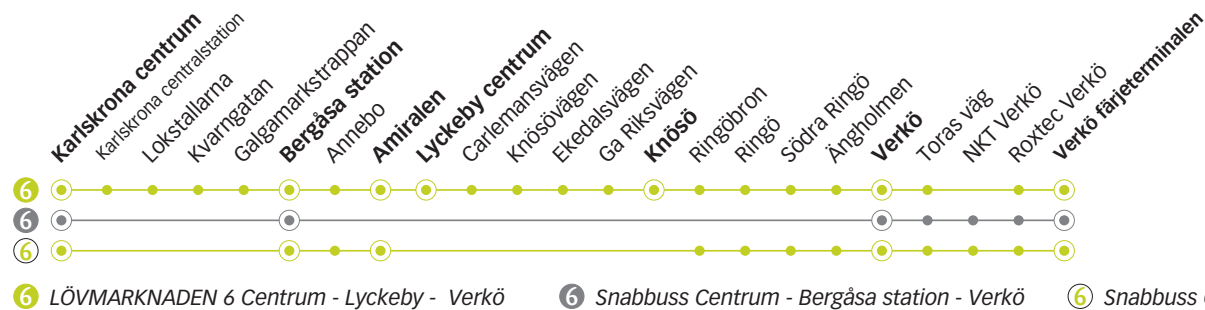 Karlskrona centrum
Karlskrona centralstation
Lokstallarna
Kvarngatan
Galgamarkstrappan
Bergåsa station
Annebo
Amiralen
Lyckeby centrum
Carlemansvägen
Knösövägen
Ekedalsvägen
Ga Riksvägen
Knösö
Ringöbron
Ringö
Södra Ringö
Ängholmen
Verkö
Toras väg
NKT Verkö
Roxtec Verkö
Verkö färjeterminalen
6
6
6
6 LÖVMARKNADEN 6 Centrum - Lyckeby - Verkö 6 Snabbuss Centrum - Bergåsa station - Verkö 6 Snabbuss